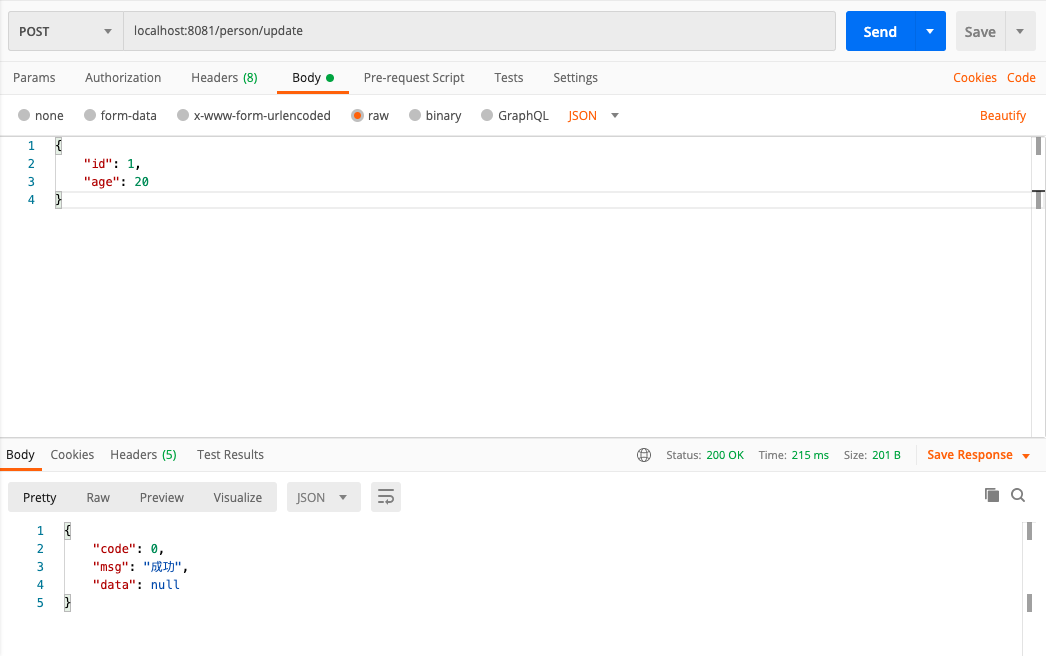 POST localhost:8081/person/update Send Save
Params Authorization Headers (8) Body Pre-request Script Tests Settings Cookies Code
none form-data x-www-form-urlencoded raw binary GraphQL JSON Beautify
1 {
2 "id": 1,
3 "age": 20
4 }
Body Cookies Headers (5) Test Results Status: 200 OK Time: 215 ms Size: 201 B Save Response
Pretty Raw Preview Visualize JSON
1 {
2 "code": 0,
3 "msg": "成功",
4 "data": null
5 }